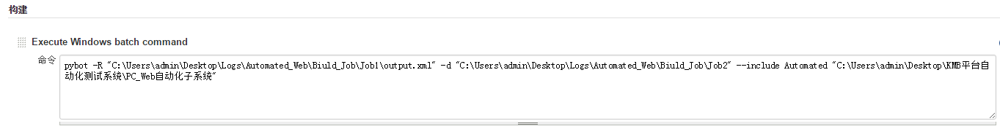 构建
Execute Windows batch command
命令
pybot -R "C:\Users\admin\Desktop\Logs\Automated_Web\Biuld_Job\Job1\output.xml" -d "C:\Users\admin\Desktop\Logs\Automated_Web\Biuld_Job\Job2" --include Automated "C:\Users\admin\Desktop\KMB平台自
动化测试系统\PC_Web自动化子系统"